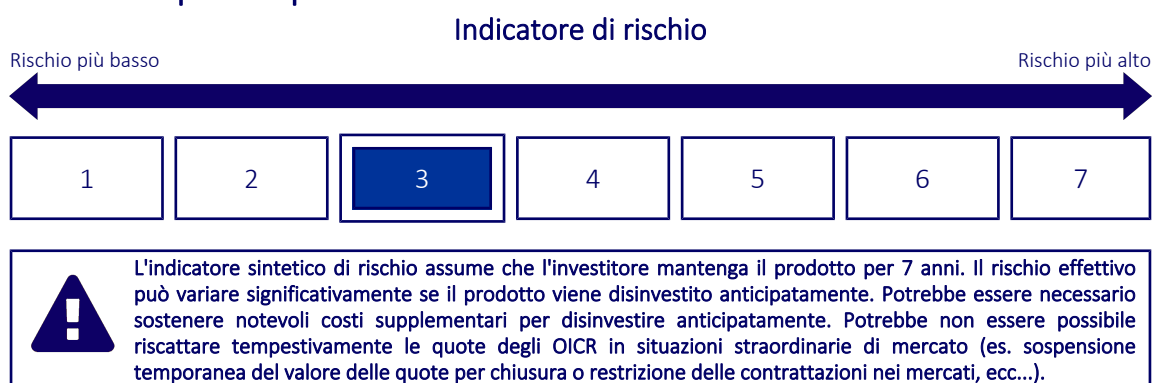 Indicatore di rischio
Rischio più basso
Rischio più alto
1
2
3
4
5
6
7
L'indicatore sintetico di rischio assume che l'investitore mantenga il prodotto per 7 anni. Il rischio effettivo
può variare significativamente se il prodotto viene disinvestito anticipatamente. Potrebbe essere necessario
sostenere notevoli costi supplementari per disinvestire anticipatamente. Potrebbe non essere possibile
riscattare tempestivamente le quote degli OICR in situazioni straordinarie di mercato (es. sospensione
temporanea del valore delle quote per chiusura o restrizione delle contrattazioni nei mercati, ecc...).